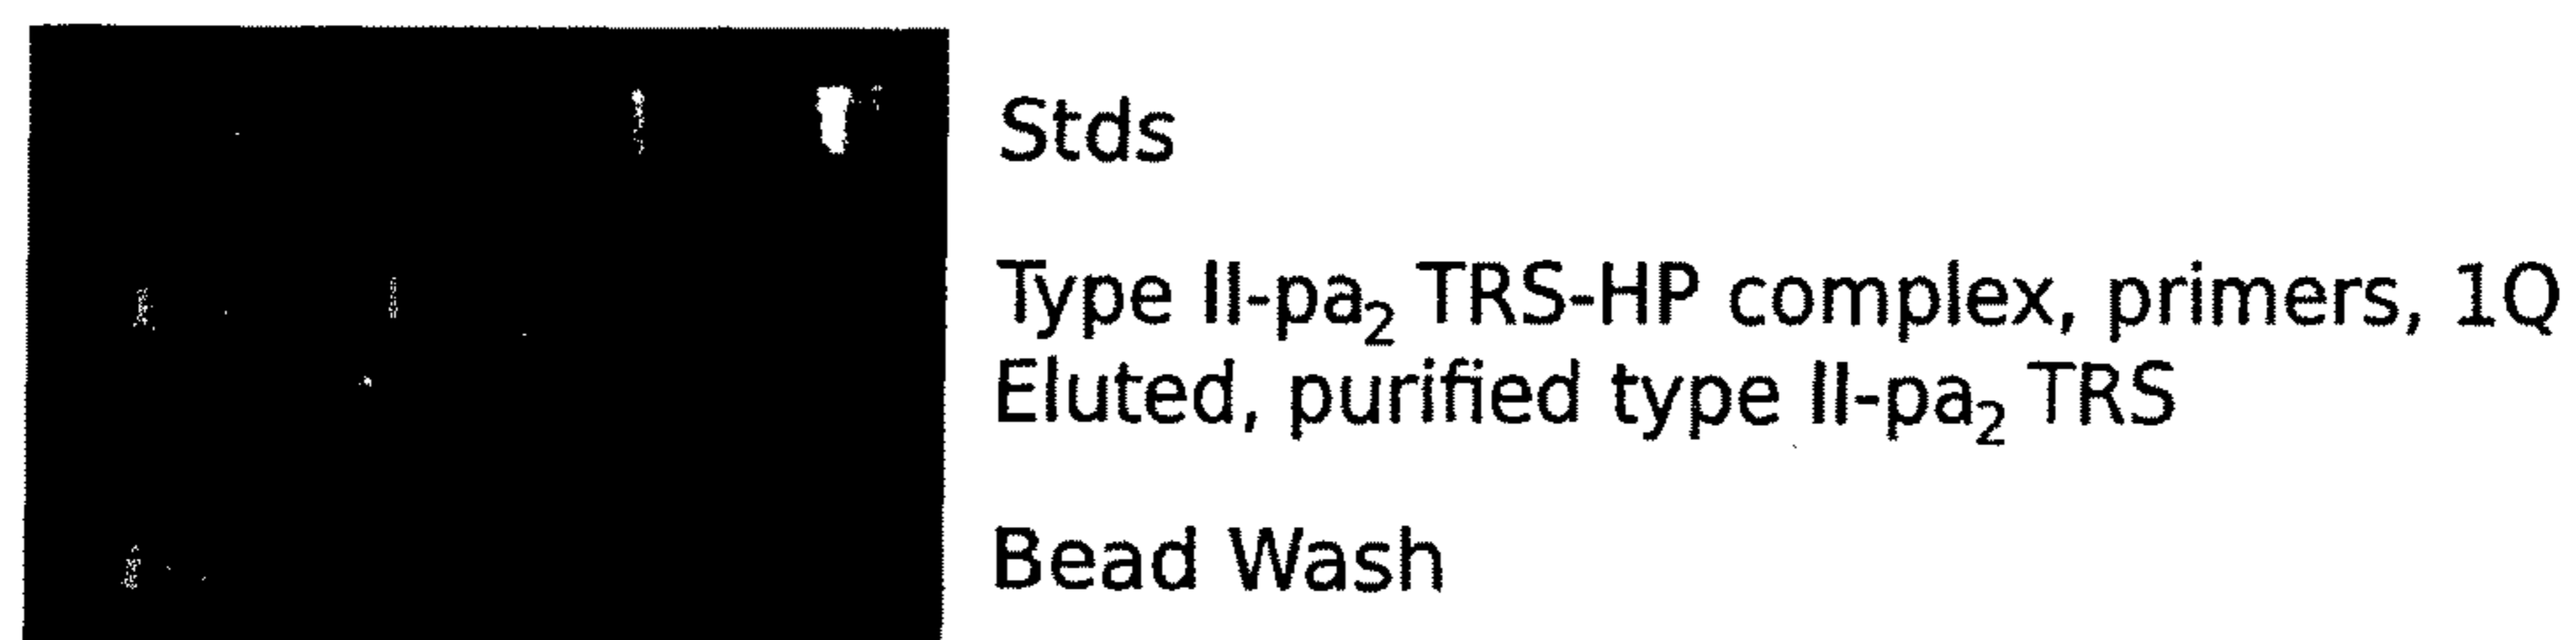 Stds
Type II-pa₂ TRS-HP complex, primers, 1Q
Eluted, purified type II-pa₂ TRS
Bead Wash